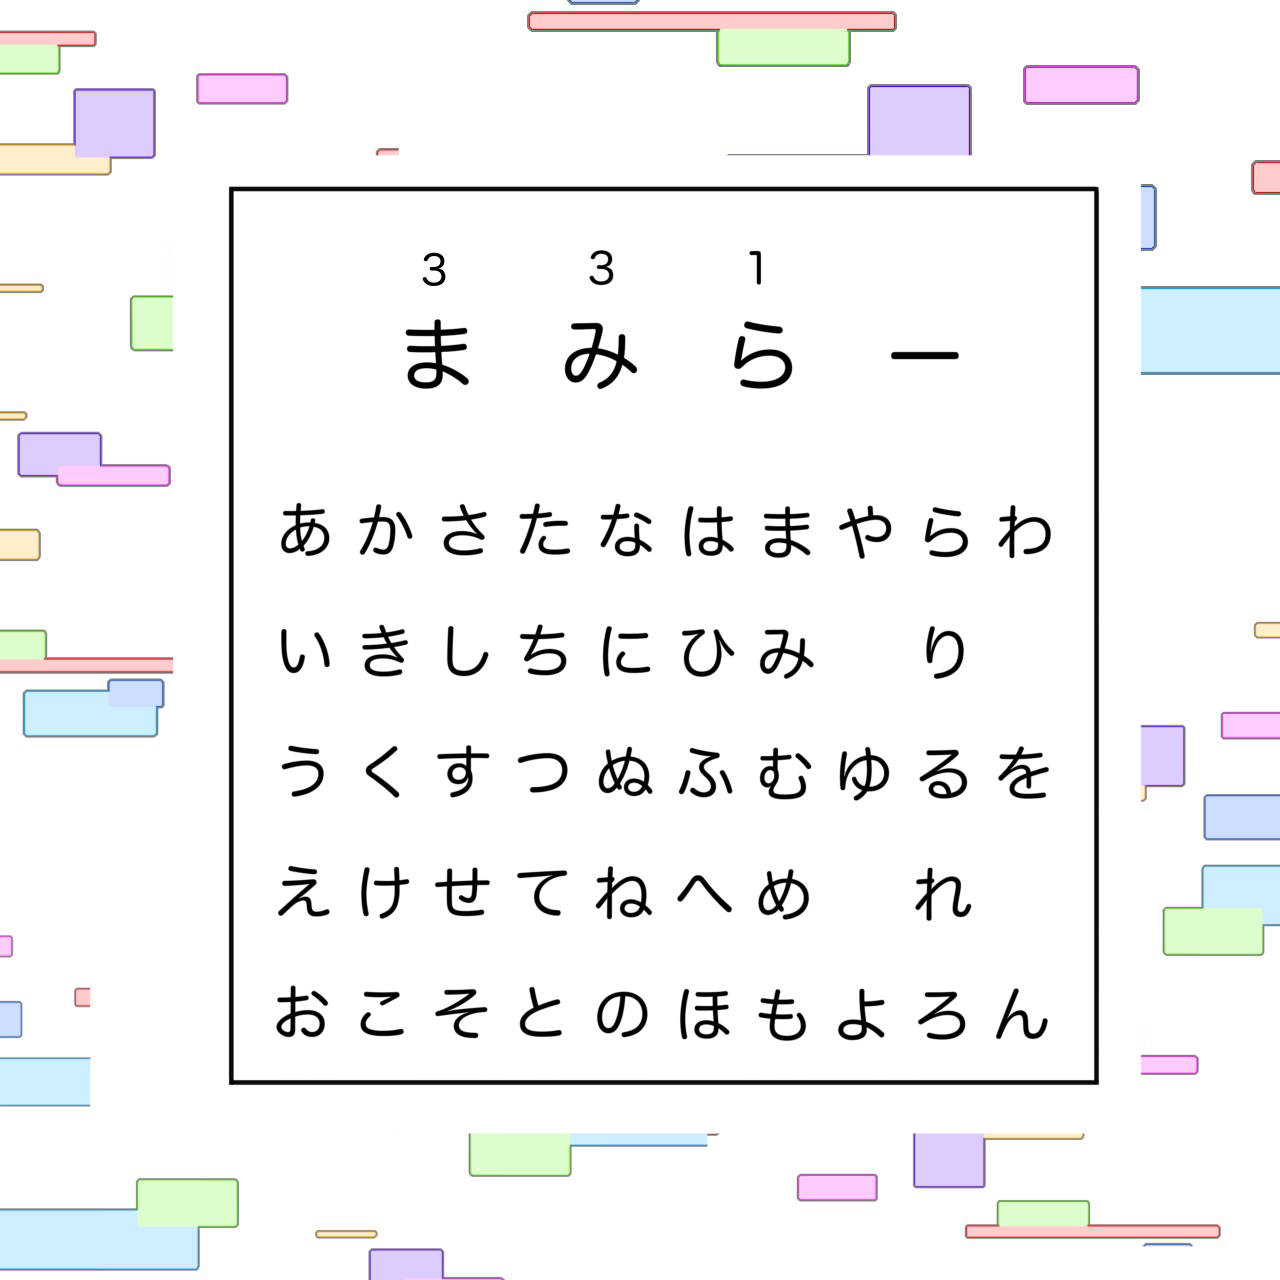 3 3 1
まみらー
あかさたなはまやらわ
いきしちにひみ り
うくすつぬふむゆるを
えけせてねへめ れ
おこそとのほもよろん